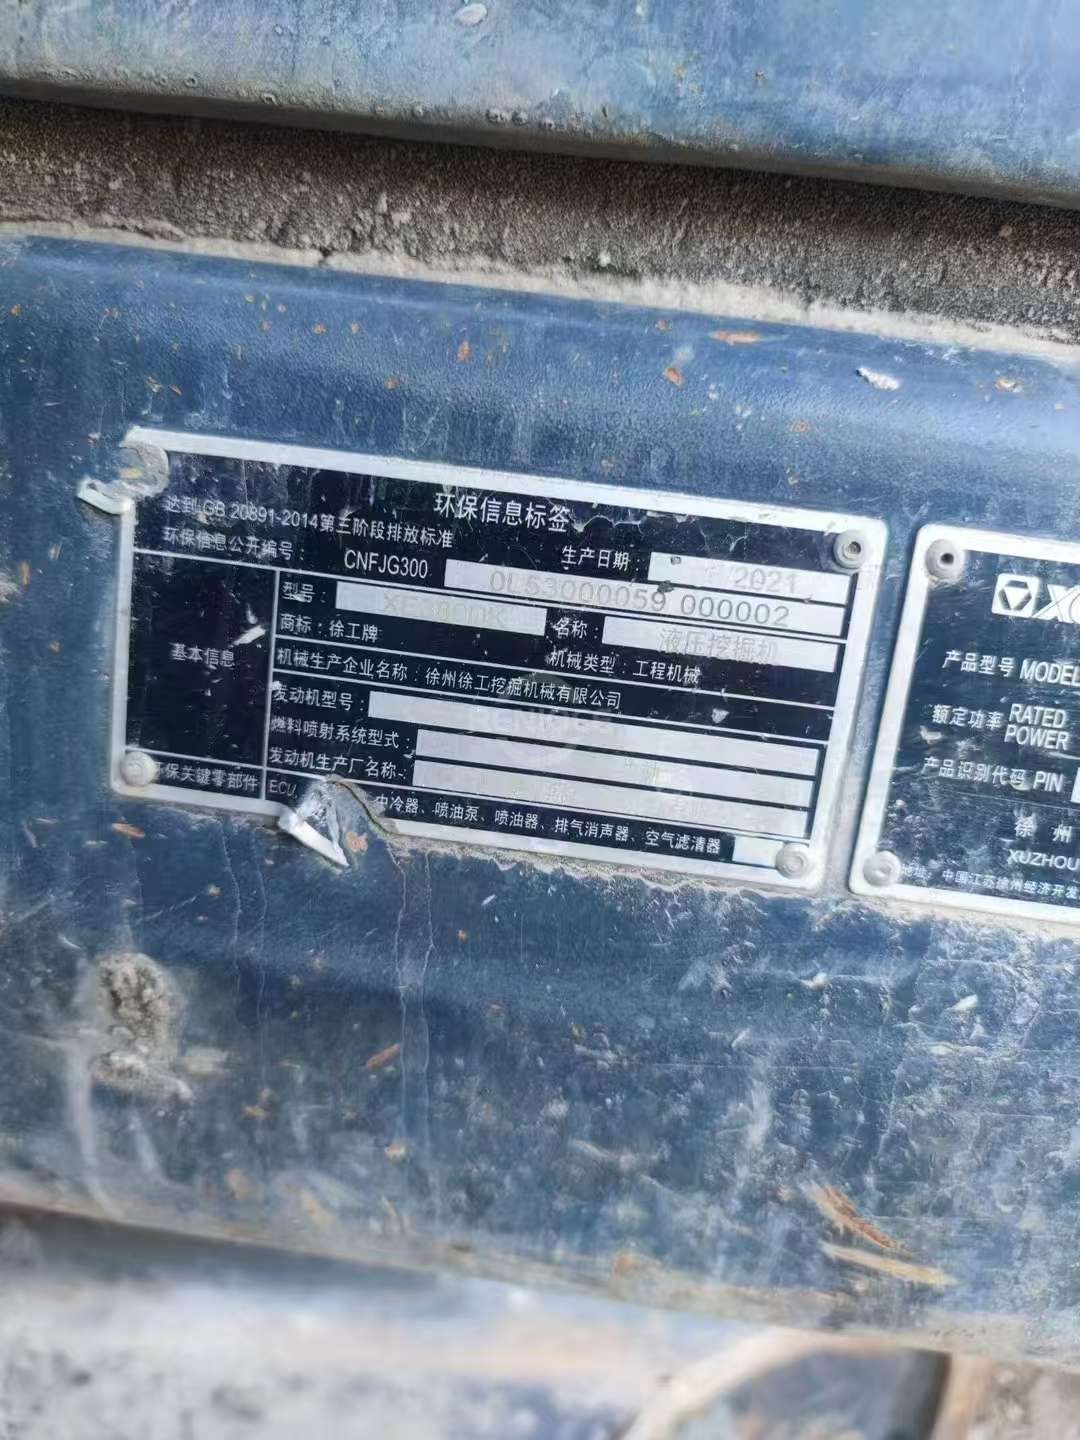 环保信息标签
达到 GB 20891-2014第三阶段排放标准
生产日期: 2021
环保信息公开编号: CNFJG300 0L53000059 000002
基本信息
型号:
名称: 液压挖掘机
商标: 徐工牌
机械类型: 工程机械
机械生产企业名称: 徐州徐工挖掘机械有限公司
发动机型号:
燃料喷射系统型式:
发动机生产厂名称:
环保关键零部件
ECU、
中冷器、喷油泵、喷油器、排气消声器、空气滤清器
产品型号 MODEL
额定功率 RATED POWER
产品识别代码 PIN
徐 州
XUZHOU
地址: 中国江苏徐州经济开发